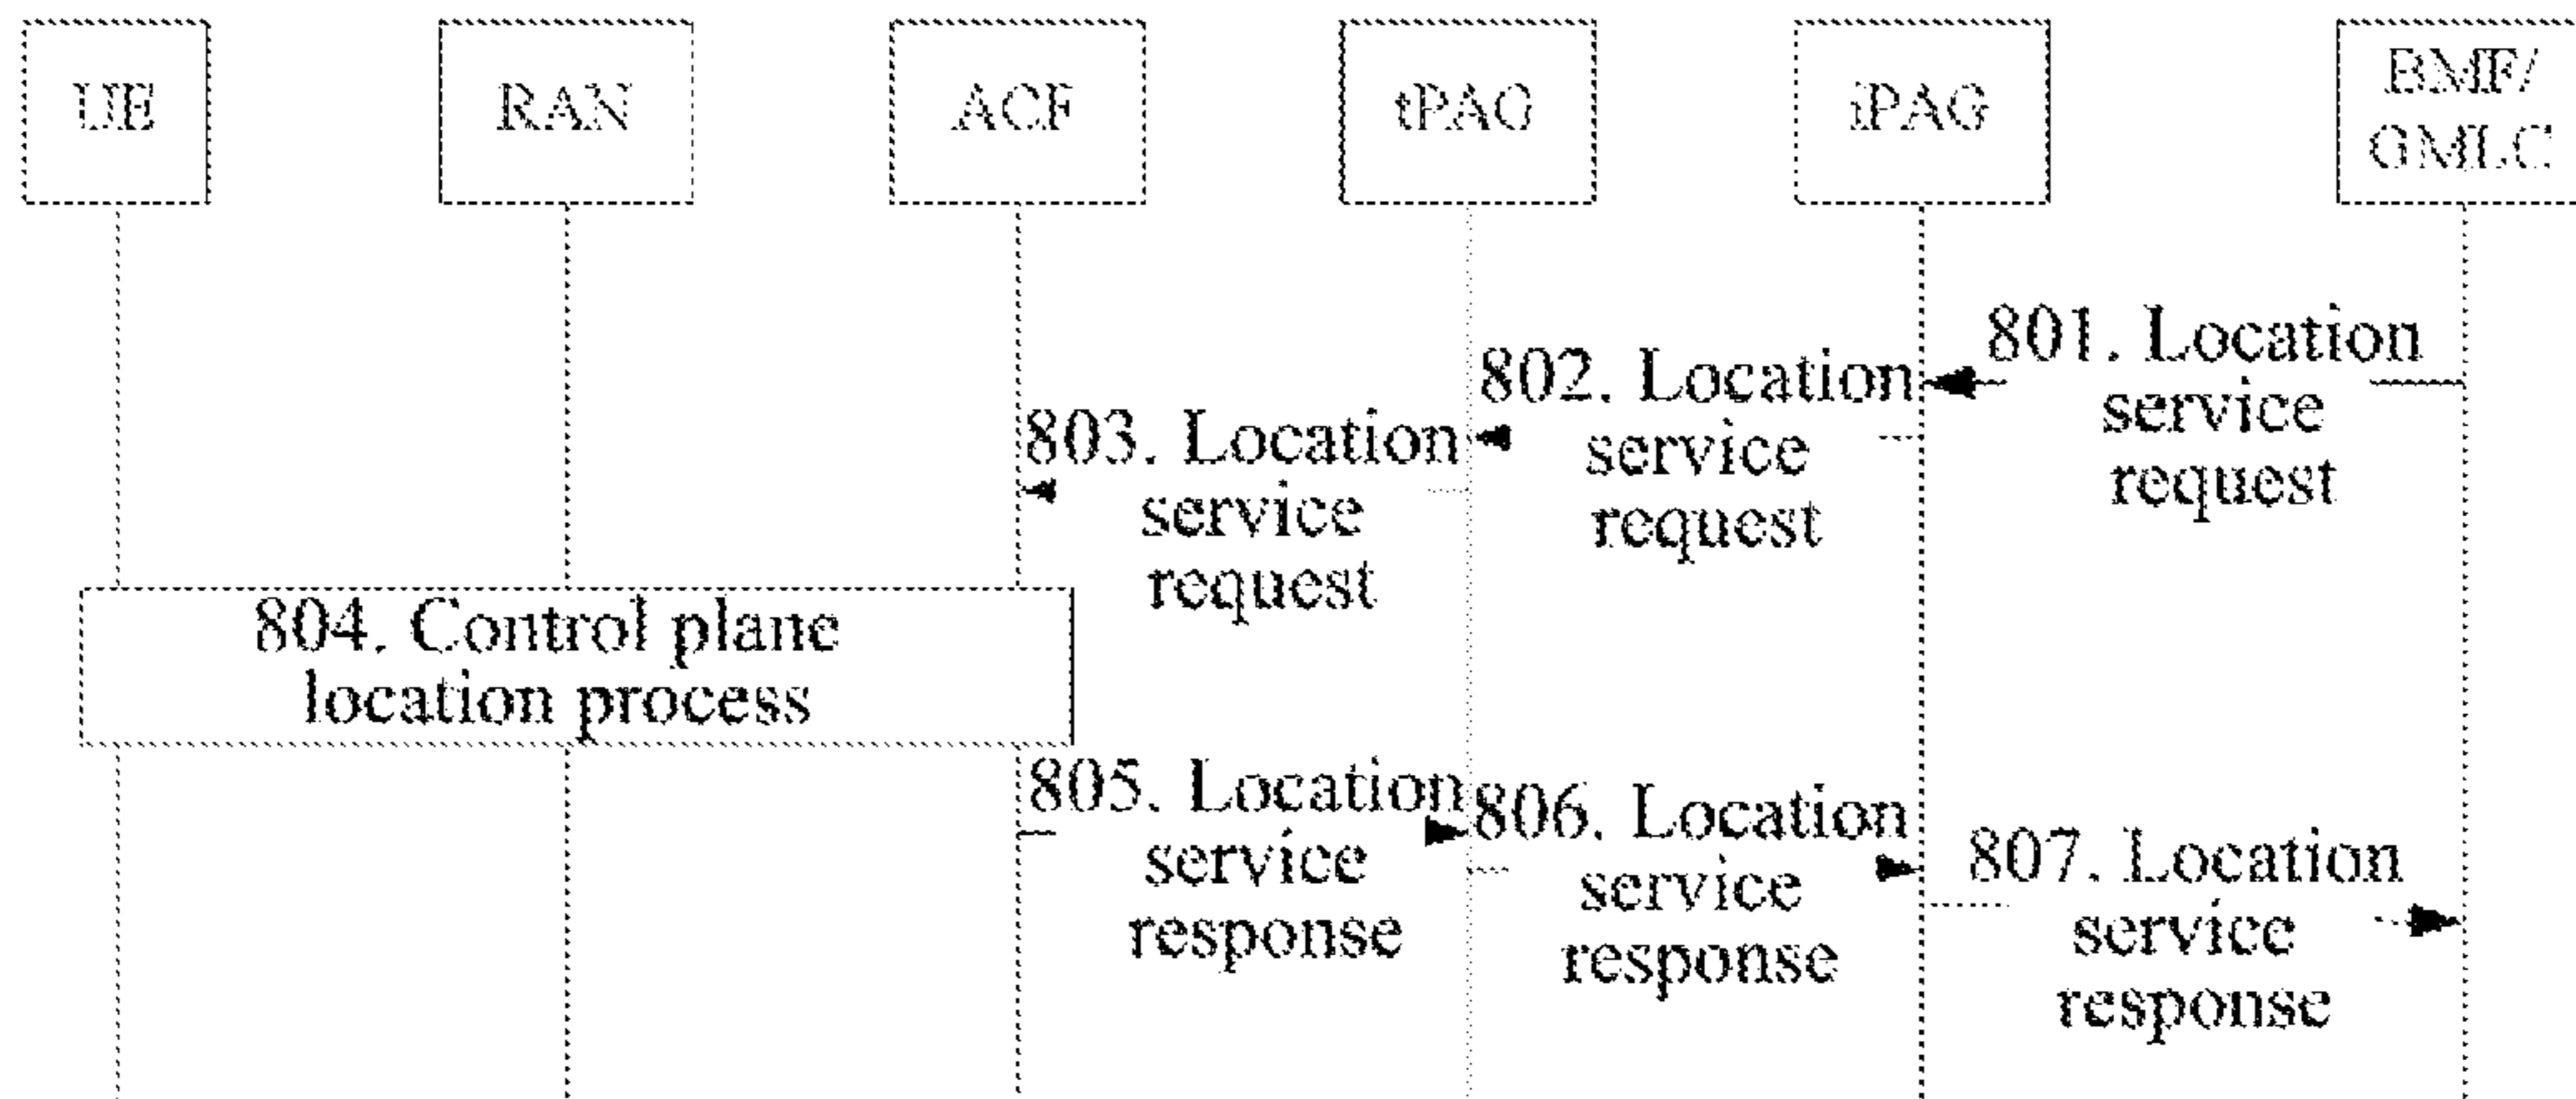 UE
RAN
ACF
tPAG
iPAG
BMF/
GMLC
801. Location
service
request
802. Location
service
request
803. Location
service
request
804. Control plane
location process
805. Location
service
response
806. Location
service
response
807. Location
service
response